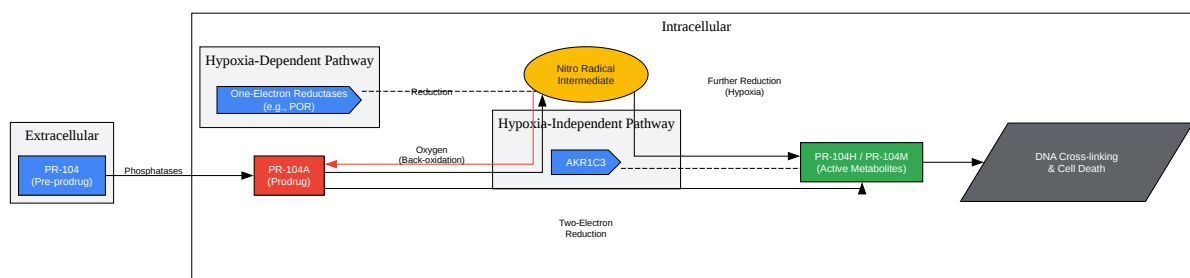 Intracellular
Hypoxia-Dependent Pathway
One-Electron Reductases
(e.g., POR)
Reduction
Nitro Radical
Intermediate
Further Reduction
(Hypoxia)
Extracellular
PR-104
(Pre-prodrug)
Phosphatases
PR-104A
(Prodrug)
Oxygen
(Back-oxidation)
Hypoxia-Independent Pathway
AKR1C3
PR-104H / PR-104M
(Active Metabolites)
DNA Cross-linking
& Cell Death
Two-Electron
Reduction